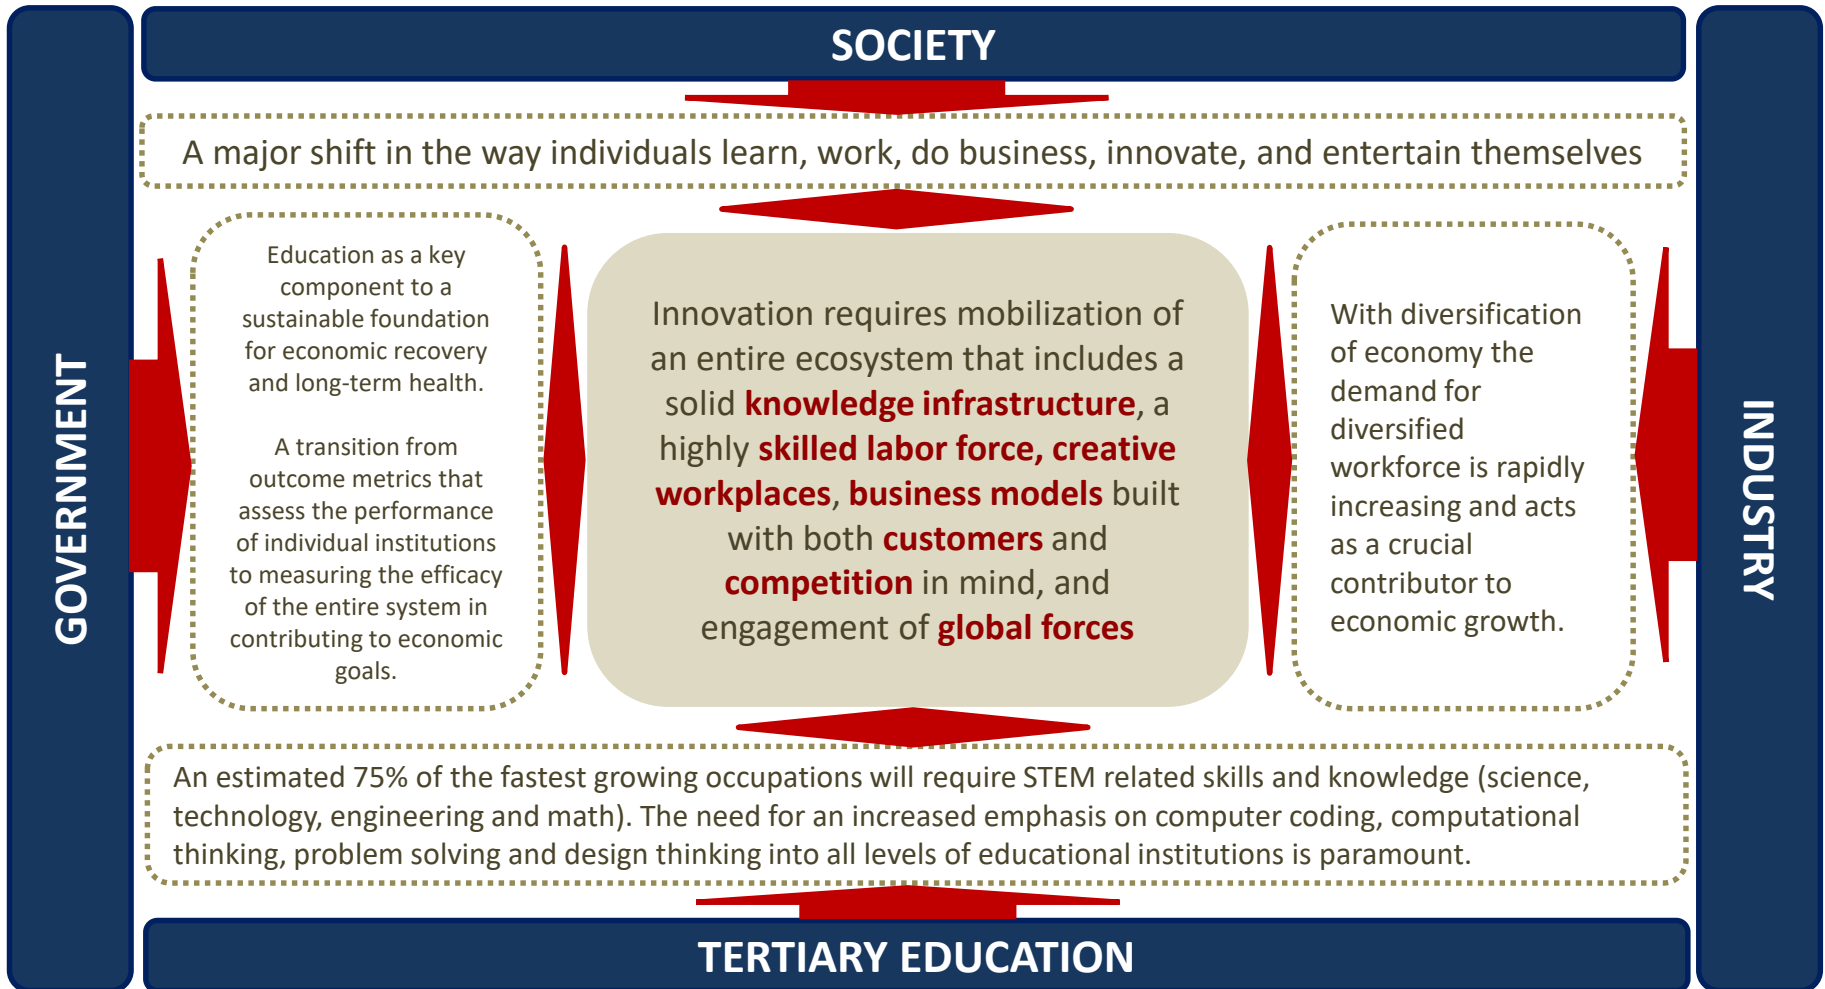 SOCIETY
A major shift in the way individuals learn, work, do business, innovate, and entertain themselves
GOVERNMENT
Education as a key
component to a
sustainable foundation
for economic recovery
and long-term health.
A transition from
outcome metrics that
assess the performance
of individual institutions
to measuring the efficacy
of the entire system in
contributing to economic
goals.
Innovation requires mobilization of
an entire ecosystem that includes a
solid knowledge infrastructure, a
highly skilled labor force, creative
workplaces, business models built
with both customers and
competition in mind, and
engagement of global forces
With diversification
of economy the
demand for
diversified
workforce is rapidly
increasing and acts
as a crucial
contributor to
economic growth.
INDUSTRY
An estimated 75% of the fastest growing occupations will require STEM related skills and knowledge (science,
technology, engineering and math). The need for an increased emphasis on computer coding, computational
thinking, problem solving and design thinking into all levels of educational institutions is paramount.
TERTIARY EDUCATION